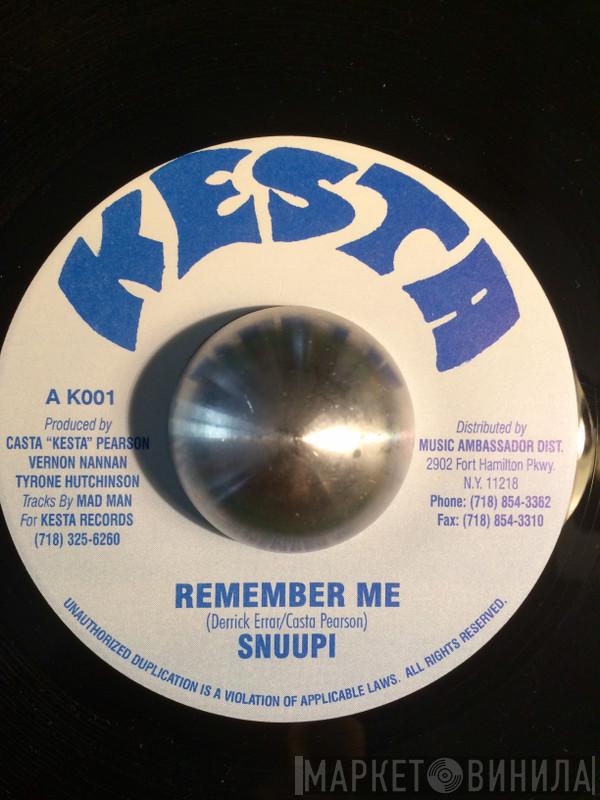 KESTA
A K001
Produced by
CASTA "KESTA" PEARSON
VERNON NANNAN
TYRONE HUTCHINSON
Tracks By MAD MAN
For KESTA RECORDS
(718) 325-6260
Distributed by
MUSIC AMBASSADOR DIST.
2902 Fort Hamilton Pkwy.
N.Y. 11218
Phone: (718) 854-3362
Fax: (718) 854-3310
REMEMBER ME
(Derrick Errar/Casta Pearson)
SNUUPI
UNAUTHORIZED DUPLICATION IS A VIOLATION OF APPLICABLE LAWS. ALL RIGHTS RESERVED.
МАРКЕТ ВИНИЛА